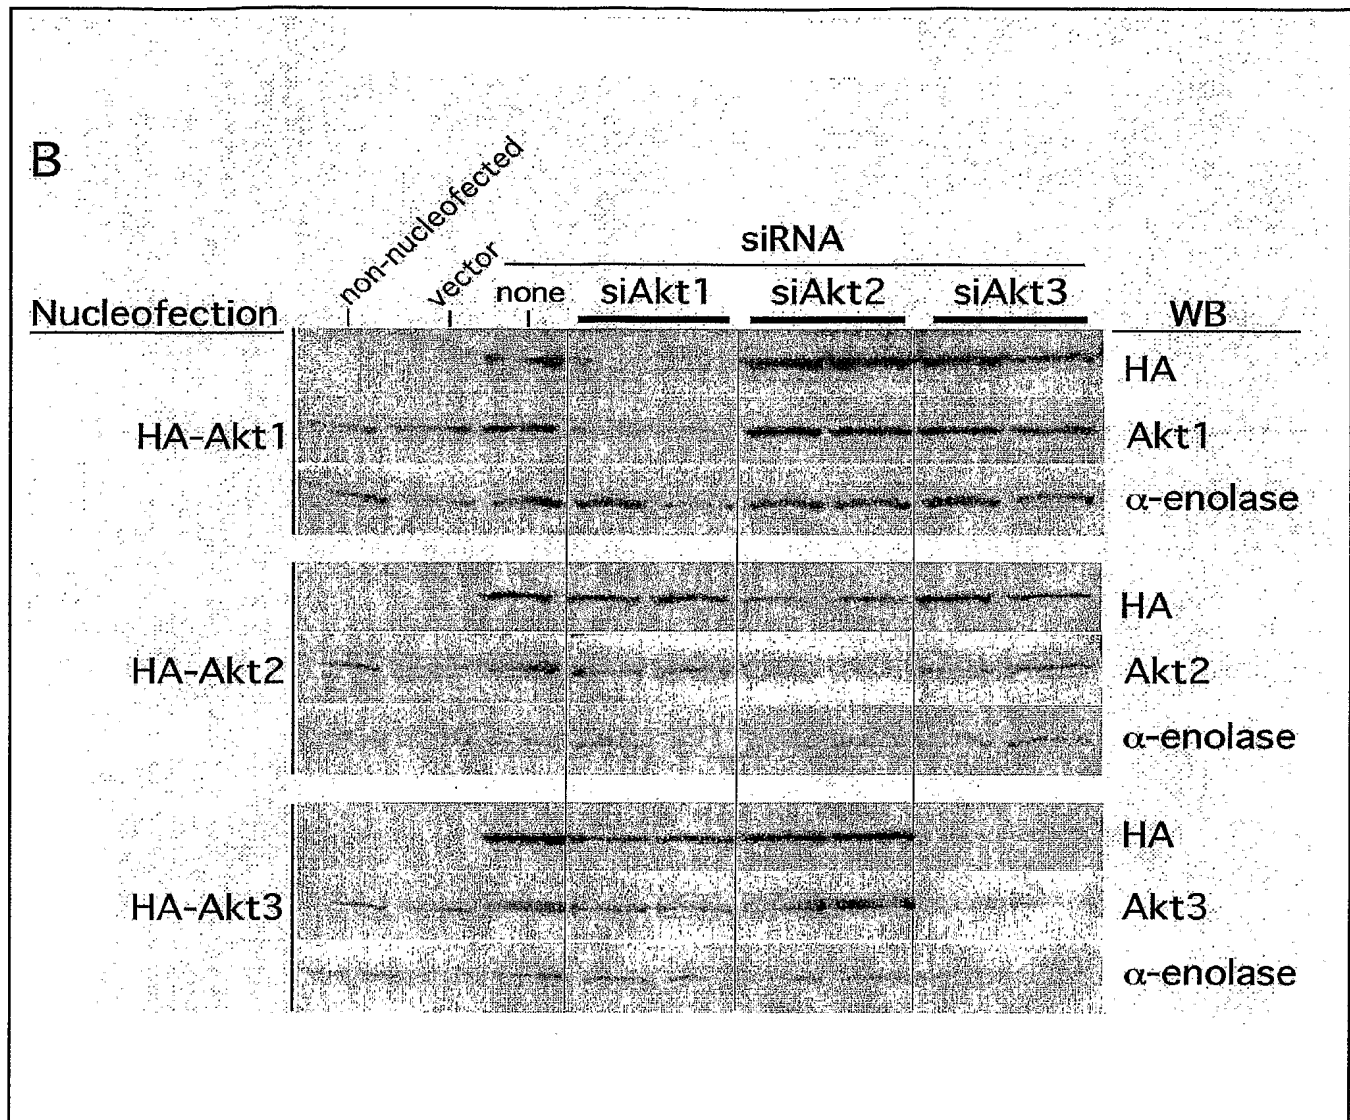 B
non-nucleofected
vector
siRNA
none siAkt1 siAkt2 siAkt3
Nucleofection WB
HA
HA-Akt1 Akt1
α-enolase
HA
HA-Akt2 Akt2
α-enolase
HA
HA-Akt3 Akt3
α-enolase